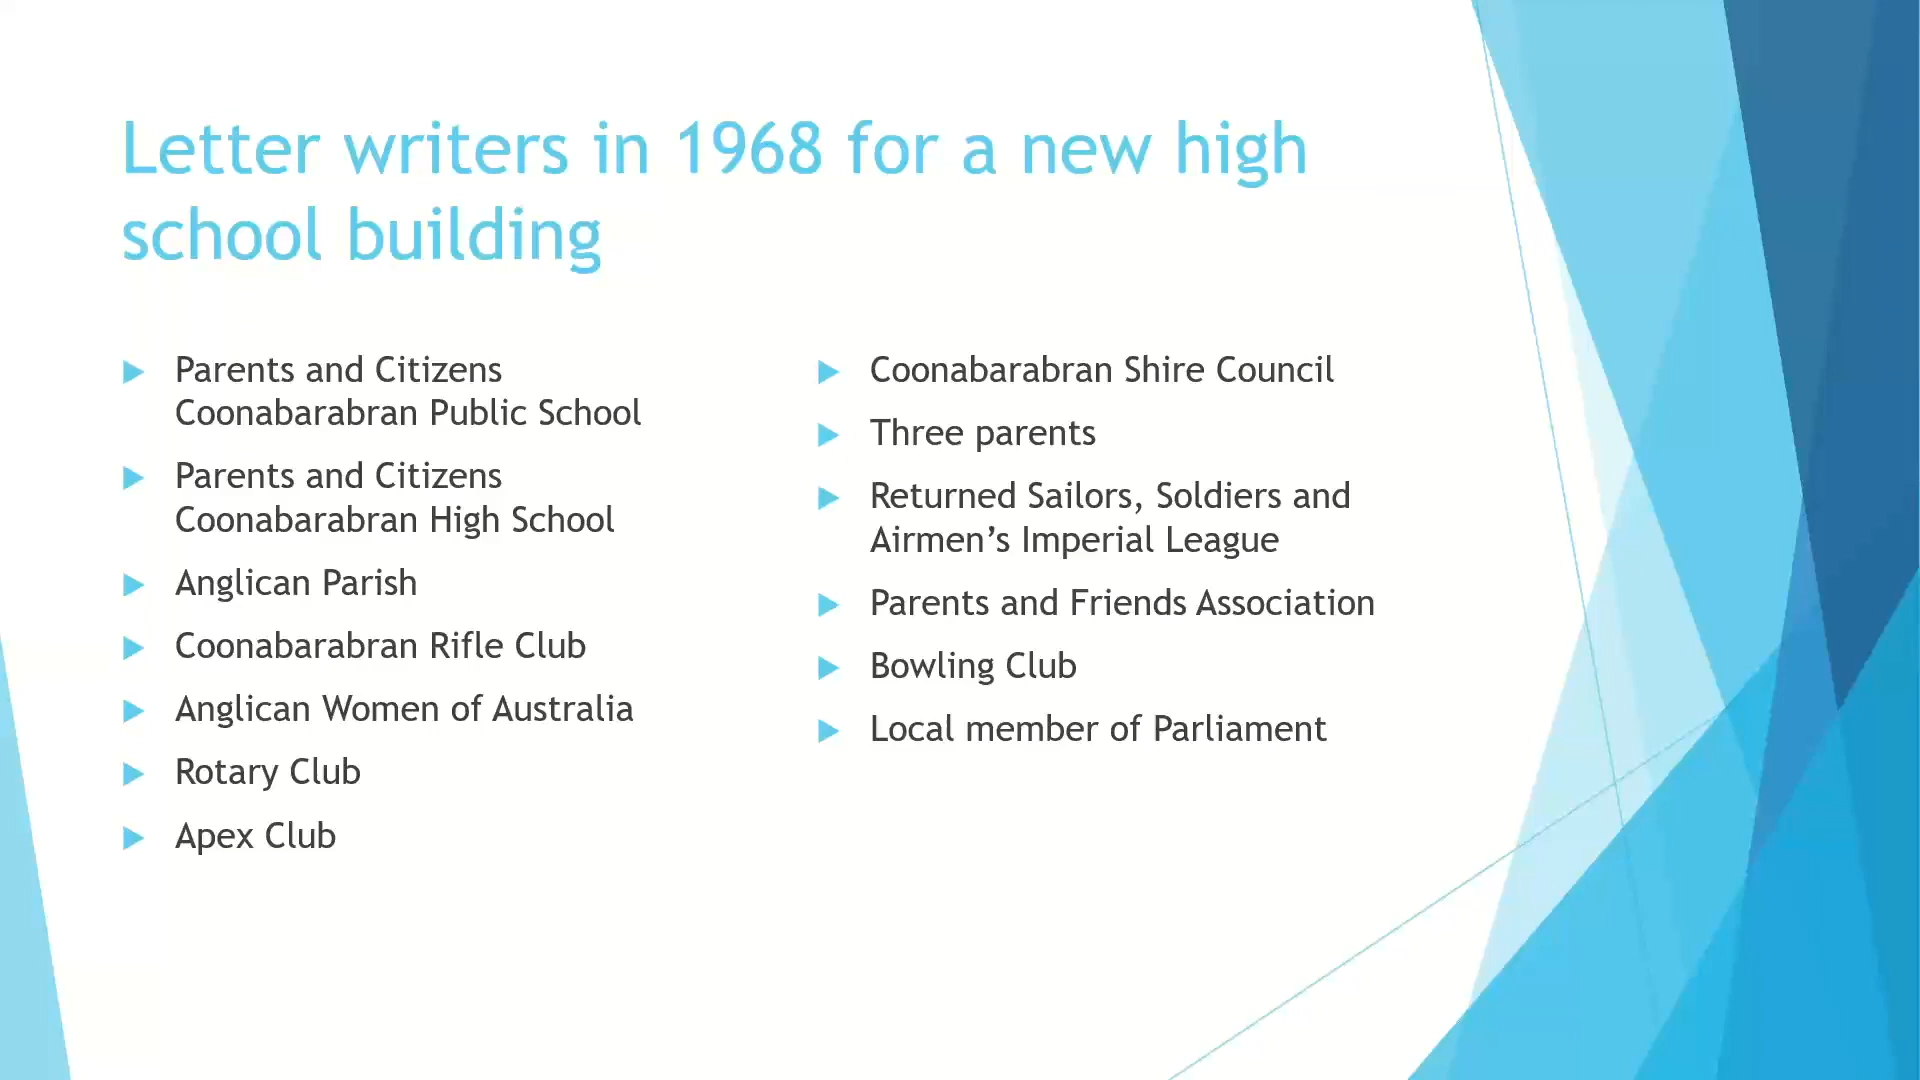 Letter writers in 1968 for a new high
school building
Parents and Citizens
Coonabarabran Public School
Parents and Citizens
Coonabarabran High School
Anglican Parish
Coonabarabran Rifle Club
Anglican Women of Australia
Rotary Club
Apex Club
Coonabarabran Shire Council
Three parents
Returned Sailors, Soldiers and
Airmen’s Imperial League
Parents and Friends Association
Bowling Club
Local member of Parliament